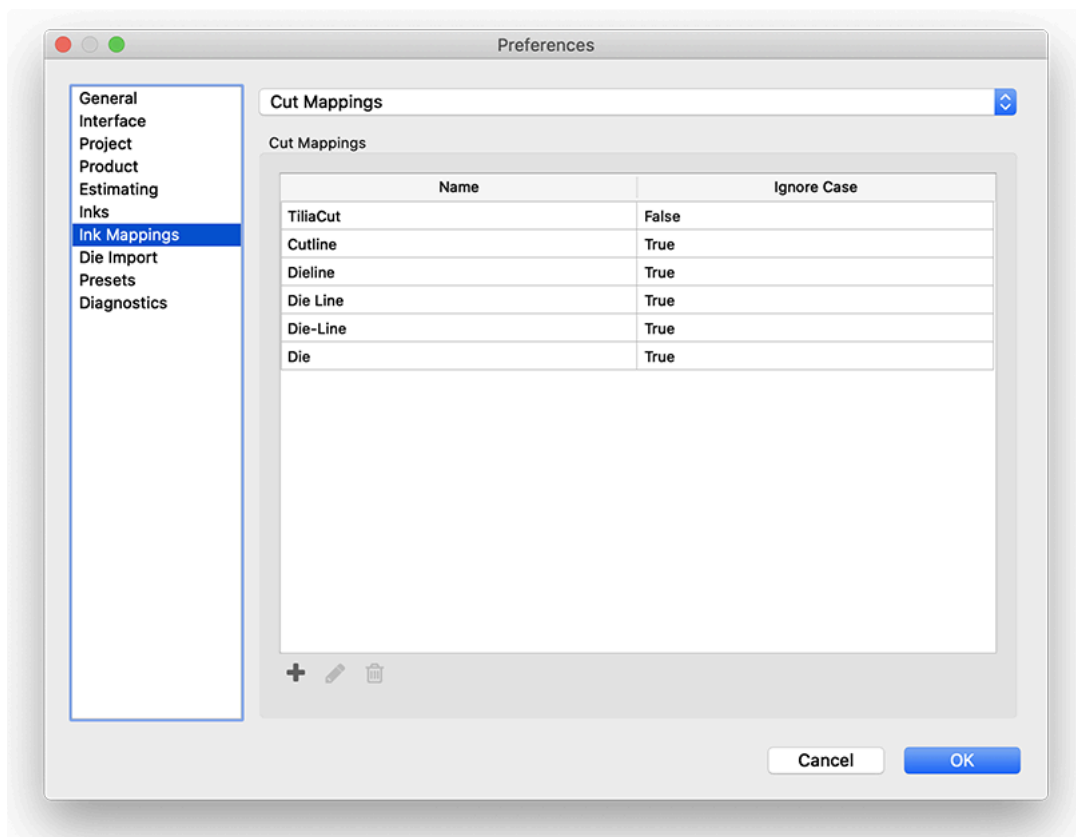 Preferences
General
Interface
Project
Product
Estimating
Inks
Ink Mappings
Die Import
Presets
Diagnostics
Cut Mappings
Cut Mappings
Name Ignore Case
TiliaCut False
Cutline True
Dieline True
Die Line True
Die-Line True
Die True
Cancel OK